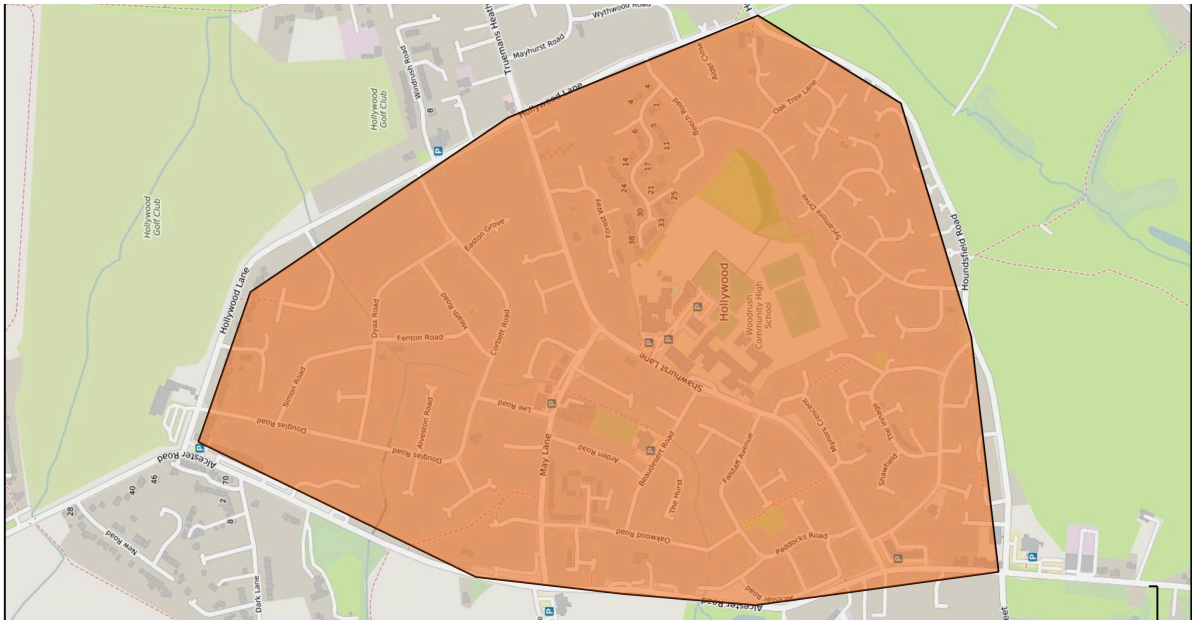 Wythwood Road
Truemans Heath
Mayhurst Road
Windrush Road
8
Hollywood
Golf Club
Hollywood Lane
Alder Close
Oak Tree Lane
Beech Road
4
4
1
6
5
11
14
17
24
21
25
30
33
38
Forest Way
Sycamore Drive
Houndsfield Road
Hollywood
Golf Club
Easton Grove
Hollywood Lane
Dyas Road
Heath Road
Corbett Road
Fenton Road
Hollywood
Woodrush
Community High
School
P
P
P
P
Shawhurst Lane
Simon Road
Douglas Road
Alveston Road
Lee Road
P
Mynors Crescent
The Innage
Shawfield
Douglas Road
May Lane
Arden Road
Beaudesert Road
P
Falstaff Avenue
The Hurst
P
Alcester Road
46
40
28
70
2
8
New Road
Dark Lane
Oakwood Road
Paddocks Road
P
P
Alcester Road
Alcester Road
P
eet